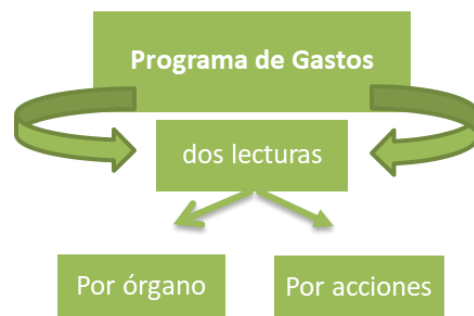 Programa de Gastos
dos lecturas
Por órgano
Por acciones